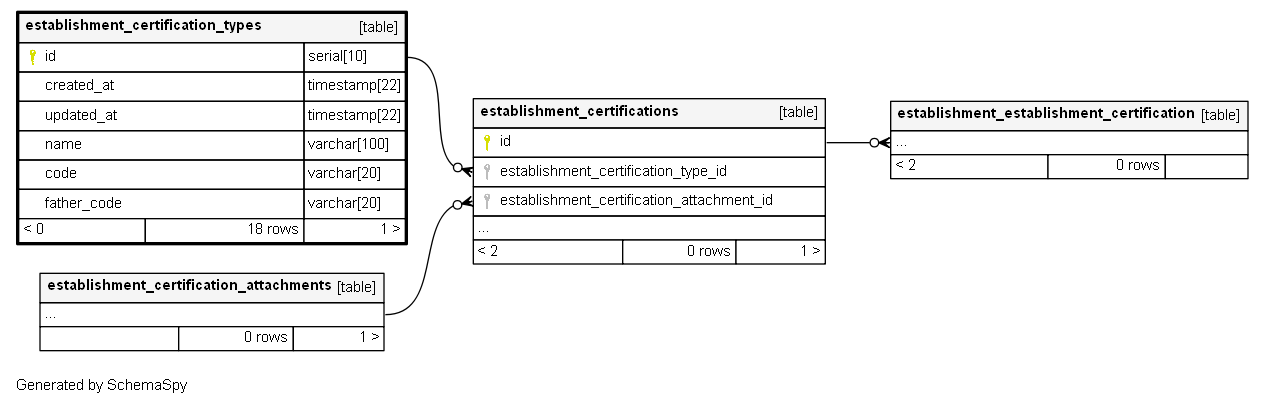 establishment_certification_types [table]
id serial[10]
created_at timestamp[22]
updated_at timestamp[22]
name varchar[100]
code varchar[20]
father_code varchar[20]
< 0 18 rows 1 >
establishment_certification_attachments [table]
...
0 rows 1 >
establishment_certifications [table]
id
establishment_certification_type_id
establishment_certification_attachment_id
...
< 2 0 rows 1 >
establishment_establishment_certification [table]
...
< 2 0 rows
Generated by SchemaSpy